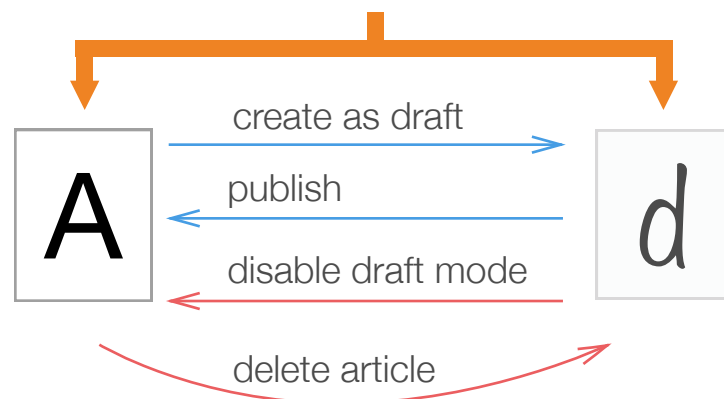 create as draft
A
publish
d
disable draft mode
delete article